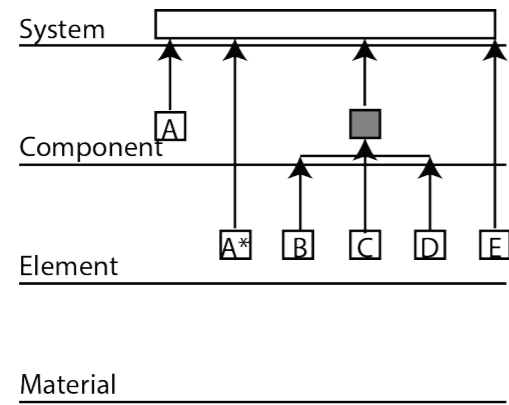 System
A
Component
A* B C D E
Element
Material